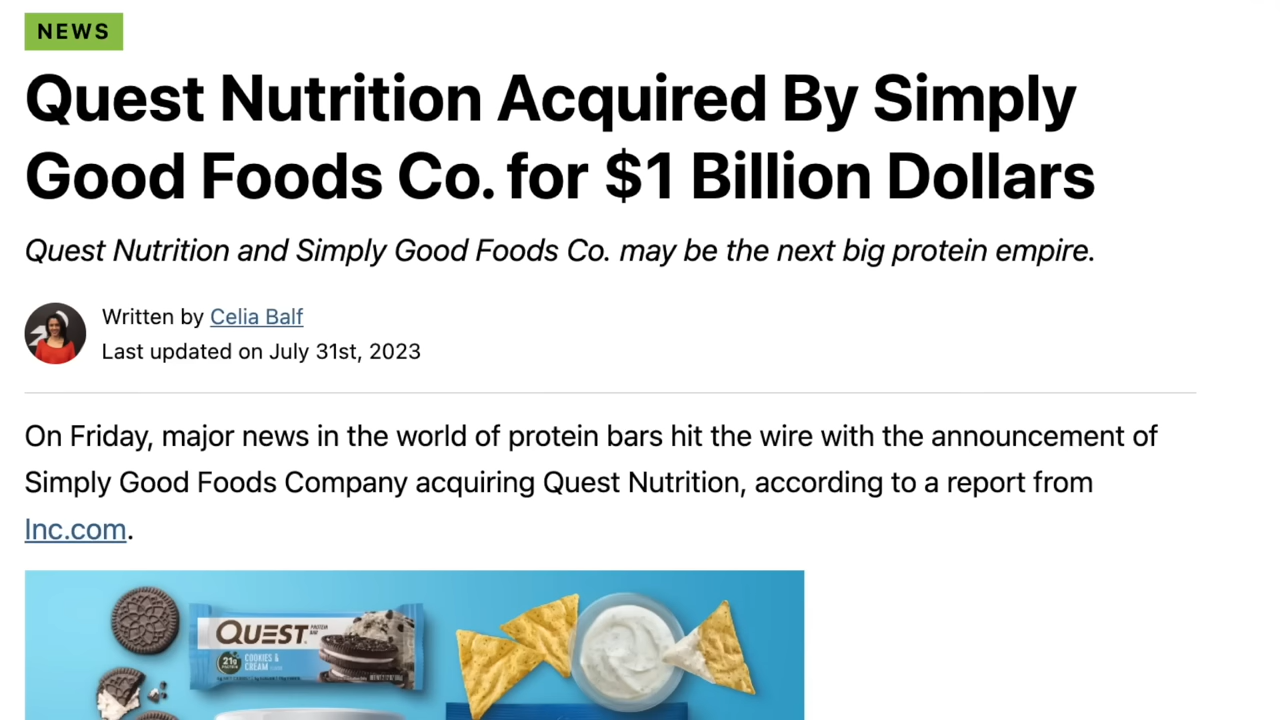 NEWS
Quest Nutrition Acquired By Simply
Good Foods Co. for $1 Billion Dollars
Quest Nutrition and Simply Good Foods Co. may be the next big protein empire.
Written by Celia Balf
Last updated on July 31st, 2023
On Friday, major news in the world of protein bars hit the wire with the announcement of
Simply Good Foods Company acquiring Quest Nutrition, according to a report from
Inc.com.
QUEST PROTEIN BAR
21g
COOKIES &
CREAM